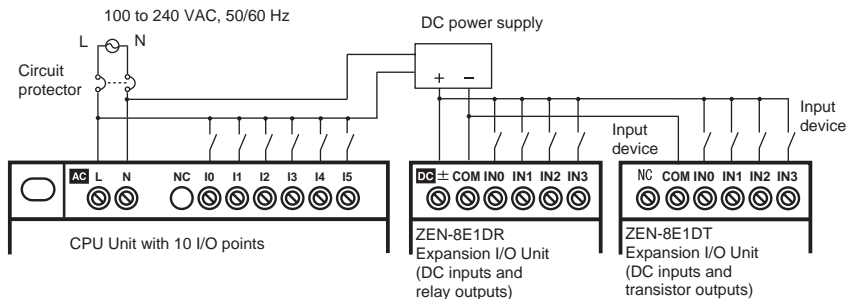 100 to 240 VAC, 50/60 Hz
L N
DC power supply
Circuit
protector
+ −
Input
device
Input
device
AC L N NC I0 I1 I2 I3 I4 I5
DC ± COM IN0 IN1 IN2 IN3
NC COM IN0 IN1 IN2 IN3
CPU Unit with 10 I/O points
ZEN-8E1DR
Expansion I/O Unit
(DC inputs and
relay outputs)
ZEN-8E1DT
Expansion I/O Unit
(DC inputs and
transistor outputs)